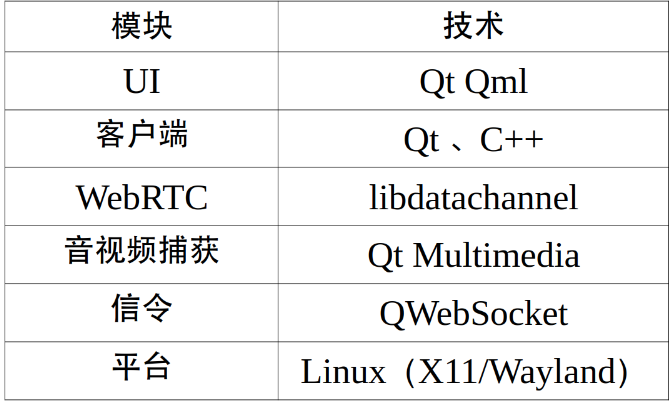 模块 技术
UI Qt Qml
客户端 Qt 、C++
WebRTC libdatachannel
音视频捕获 Qt Multimedia
信令 QWebSocket
平台 Linux（X11/Wayland）